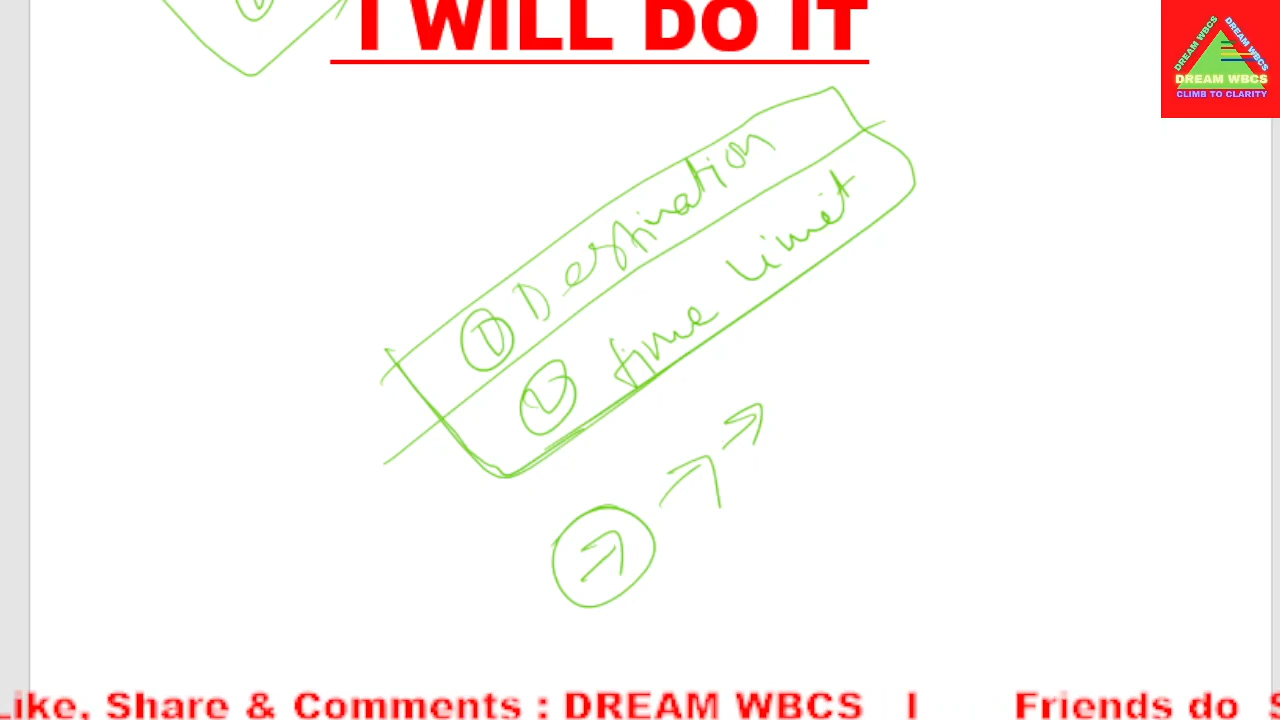 I WILL DO IT
DREAM WBCS
DREAM WBCS
DREAM WBCS
CLIMB TO CLARITY
1 Destination
2 time limit
Like, Share & Comments : DREAM WBCS I Friends do S